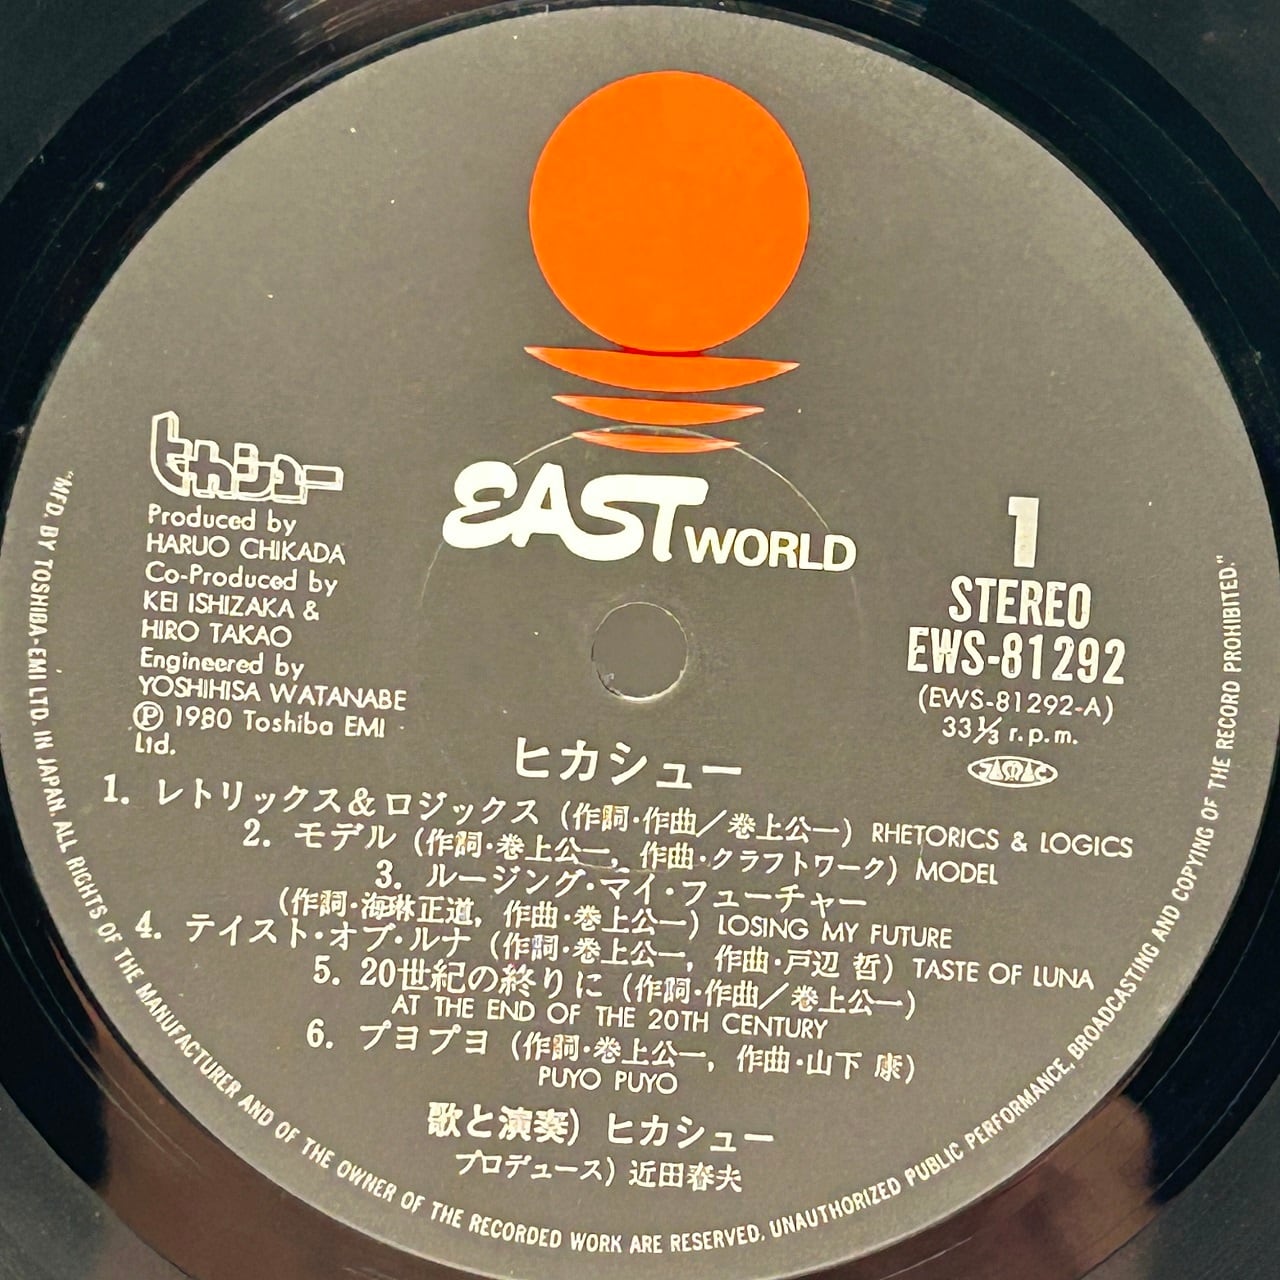 EAST WORLD
ヒカシュー
Produced by
HARUO CHIKADA
Co-Produced by
KEI ISHIZAKA &
HIRO TAKAO
Engineered by
YOSHIHISA WATANABE
Ⓟ 1980 Toshiba EMI
Ltd.
1
STEREO
EWS-81292
(EWS-81292-A)
33⅓ r.p.m.
ヒカシュー
1. レトリックス&ロジックス (作詞・作曲/巻上公一) RHETORICS & LOGICS
2. モデル (作詞・巻上公一, 作曲・クラフトワーク) MODEL
3. ルージング・マイ・フューチャー
(作詞・海琳正道, 作曲・巻上公一) LOSING MY FUTURE
4. テイスト・オブ・ルナ (作詞・巻上公一, 作曲・戸辺 哲) TASTE OF LUNA
5. 20世紀の終りに (作詞・作曲/巻上公一)
AT THE END OF THE 20TH CENTURY
6. プヨプヨ (作詞・巻上公一, 作曲・山下 康)
PUYO PUYO
歌と演奏) ヒカシュー
プロデュース) 近田春夫
"MFD. BY TOSHIBA-EMI LTD. IN JAPAN. ALL RIGHTS OF THE MANUFACTURER AND OF THE OWNER OF THE RECORDED WORK ARE RESERVED. UNAUTHORIZED PUBLIC PERFORMANCE, BROADCASTING AND COPYING OF THE RECORD PROHIBITED."